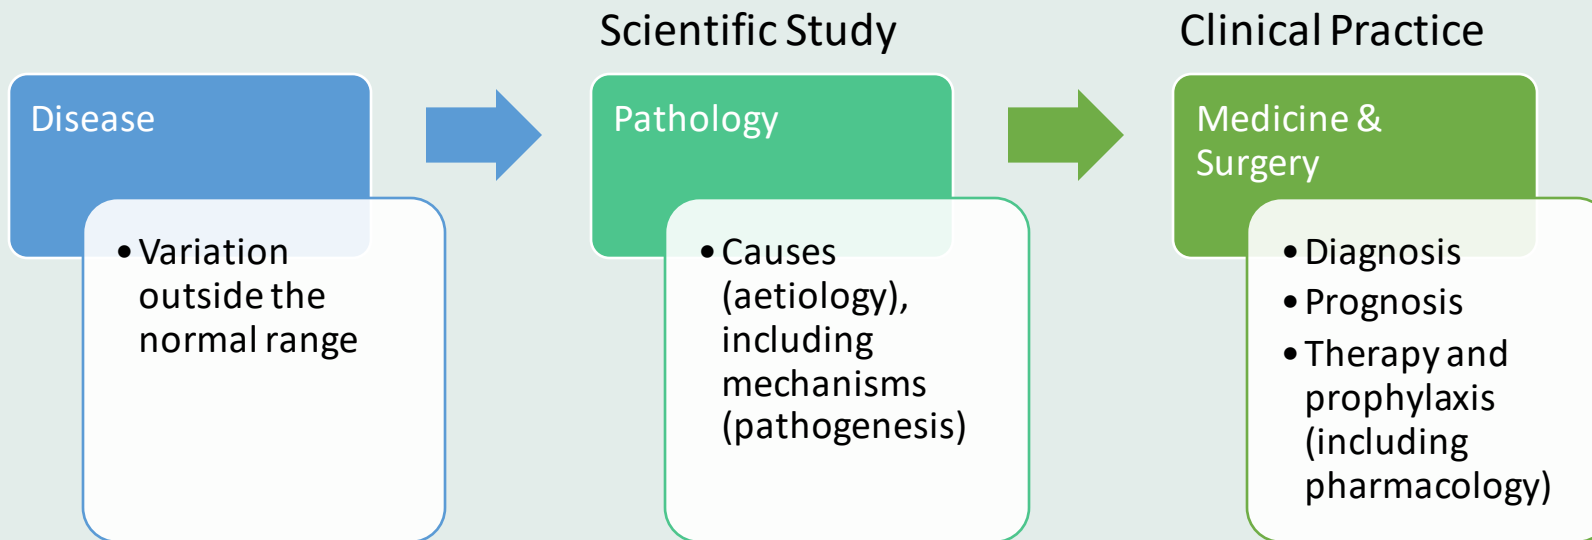 Scientific Study
Clinical Practice
Disease
• Variation
outside the
normal range
Pathology
• Causes
(aetiology),
including
mechanisms
(pathogenesis)
Medicine &
Surgery
• Diagnosis
• Prognosis
• Therapy and
prophylaxis
(including
pharmacology)